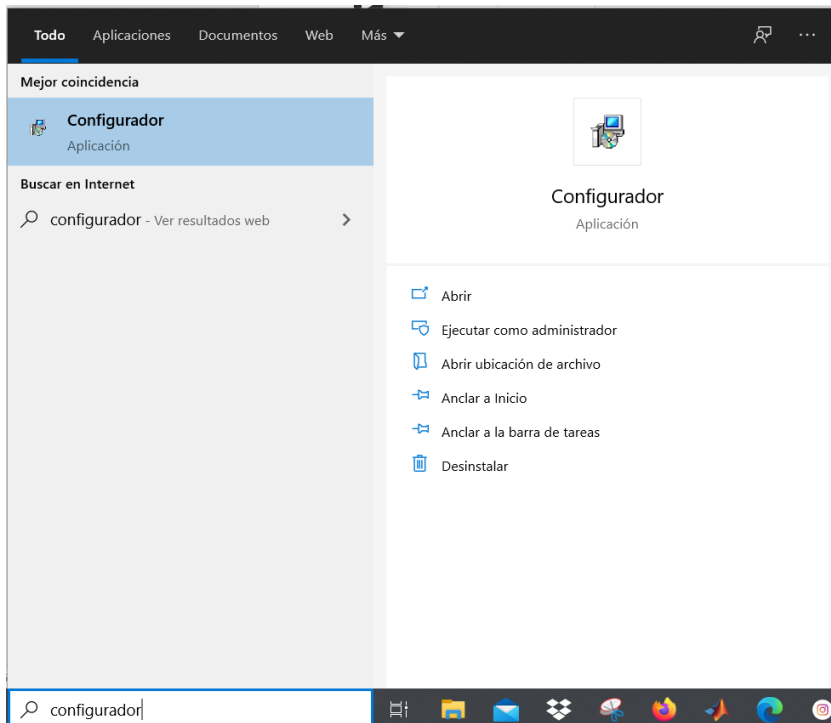 Todo Aplicaciones Documentos Web Más
Mejor coincidencia
Configurador
Aplicación
Buscar en Internet
configurador - Ver resultados web
Configurador
Aplicación
Abrir
Ejecutar como administrador
Abrir ubicación de archivo
Anclar a Inicio
Anclar a la barra de tareas
Desinstalar
configurador